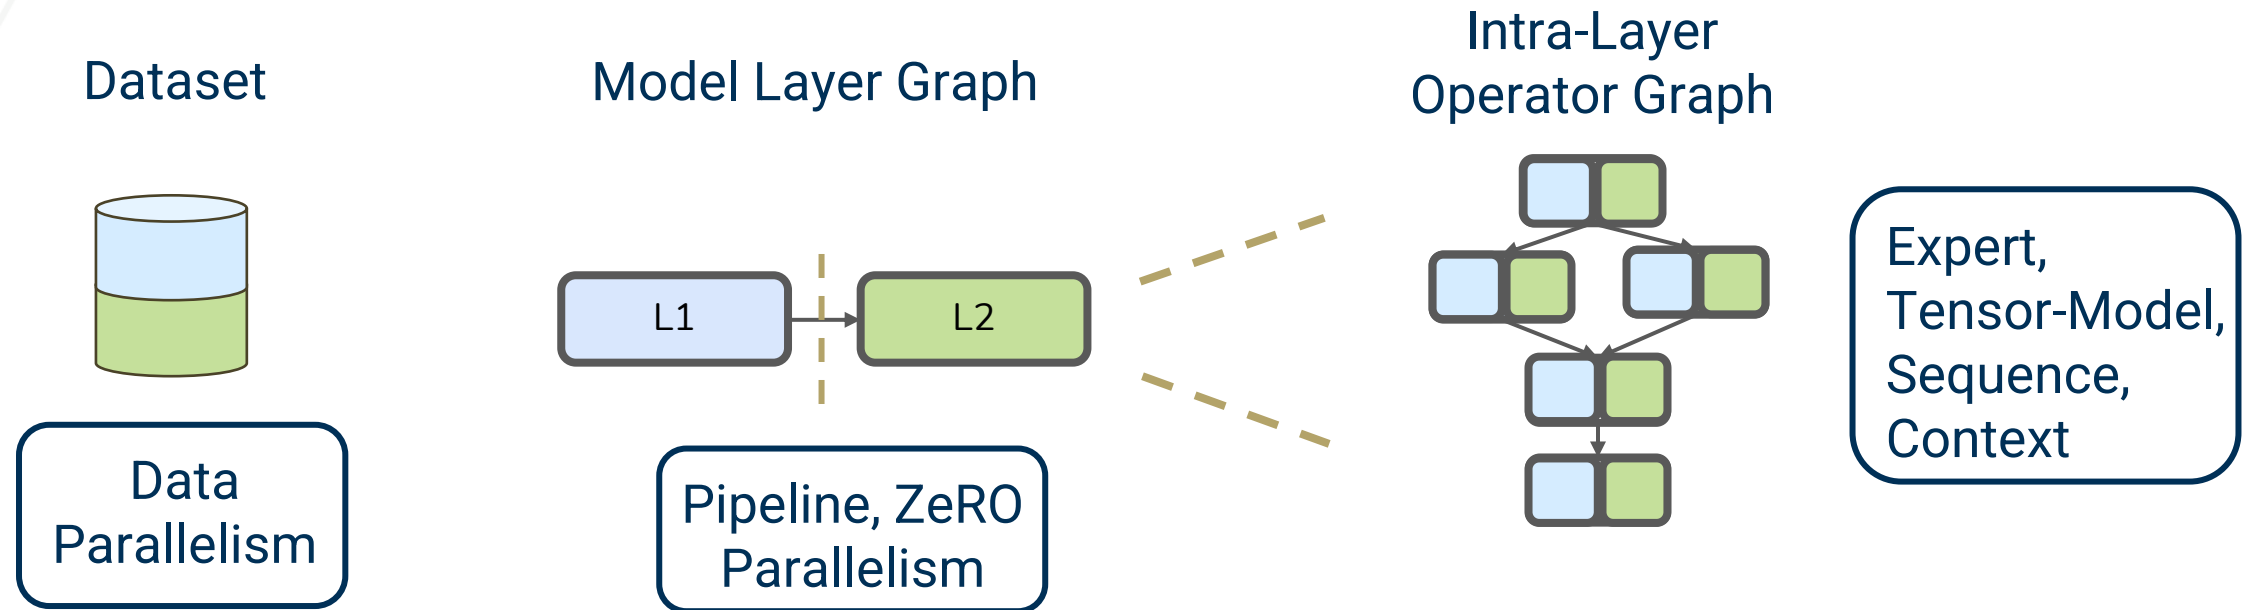 Dataset
Model Layer Graph
Intra-Layer
Operator Graph
L1
L2
Data
Parallelism
Pipeline, ZeRO
Parallelism
Expert,
Tensor-Model,
Sequence,
Context